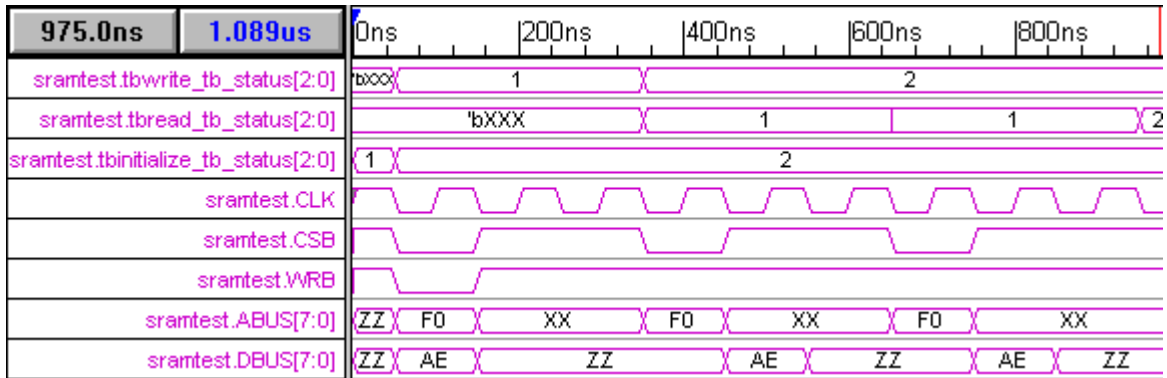 975.0ns 1.089us 0ns 200ns 400ns 600ns 800ns
sramtest.tbwrite_tb_status[2:0] 'bXXX 1 2
sramtest.tbread_tb_status[2:0] 'bXXX 1 1 2
sramtest.tbinitialize_tb_status[2:0] 1 2
sramtest.CLK
sramtest.CSB
sramtest.WRB
sramtest.ABUS[7:0] ZZ F0 XX F0 XX F0 XX
sramtest.DBUS[7:0] ZZ AE ZZ AE ZZ AE ZZ